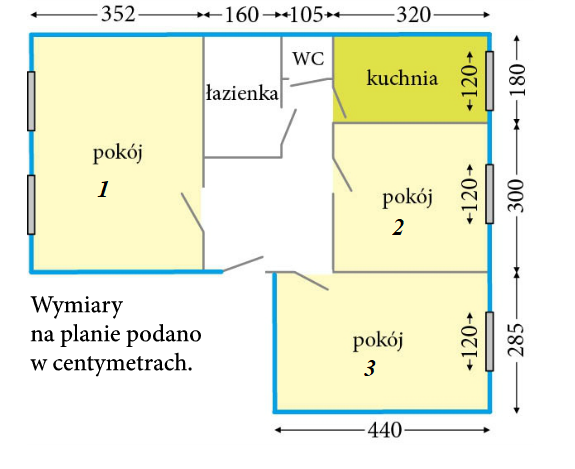 352 160 105 320
WC
kuchnia
120
180
łazienka
pokój
1
pokój
2
120
300
Wymiary
na planie podano
w centymetrach.
pokój
3
120
285
440